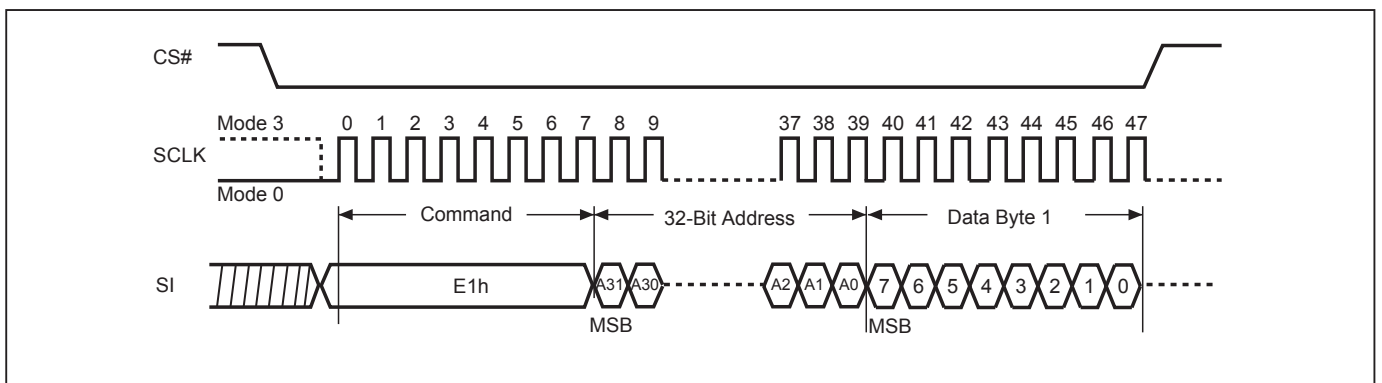 CS#
Mode 3 0 1 2 3 4 5 6 7 8 9 37 38 39 40 41 42 43 44 45 46 47
SCLK
Mode 0
Command 32-Bit Address Data Byte 1
SI E1h A31 A30 A2 A1 A0 7 6 5 4 3 2 1 0
MSB MSB